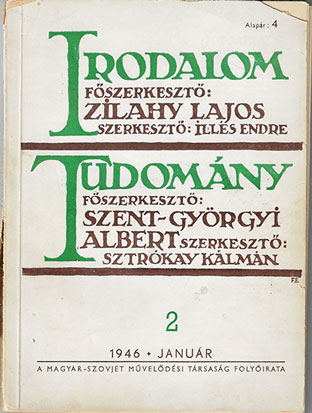 Alapár: 4
IRODALOM
FŐSZERKESZTŐ:
ZILAHY LAJOS
SZERKESZTŐ: ILLÉS ENDRE
TUDOMÁNY
FŐSZERKESZTŐ:
SZENT-GYÖRGYI
ALBERT SZERKESZTŐ:
SZTRÓKAY KÁLMÁN
2
1946 • JANUÁR
A MAGYAR-SZOVJET MŰVELŐDÉSI TÁRSASÁG FOLYÓIRATA